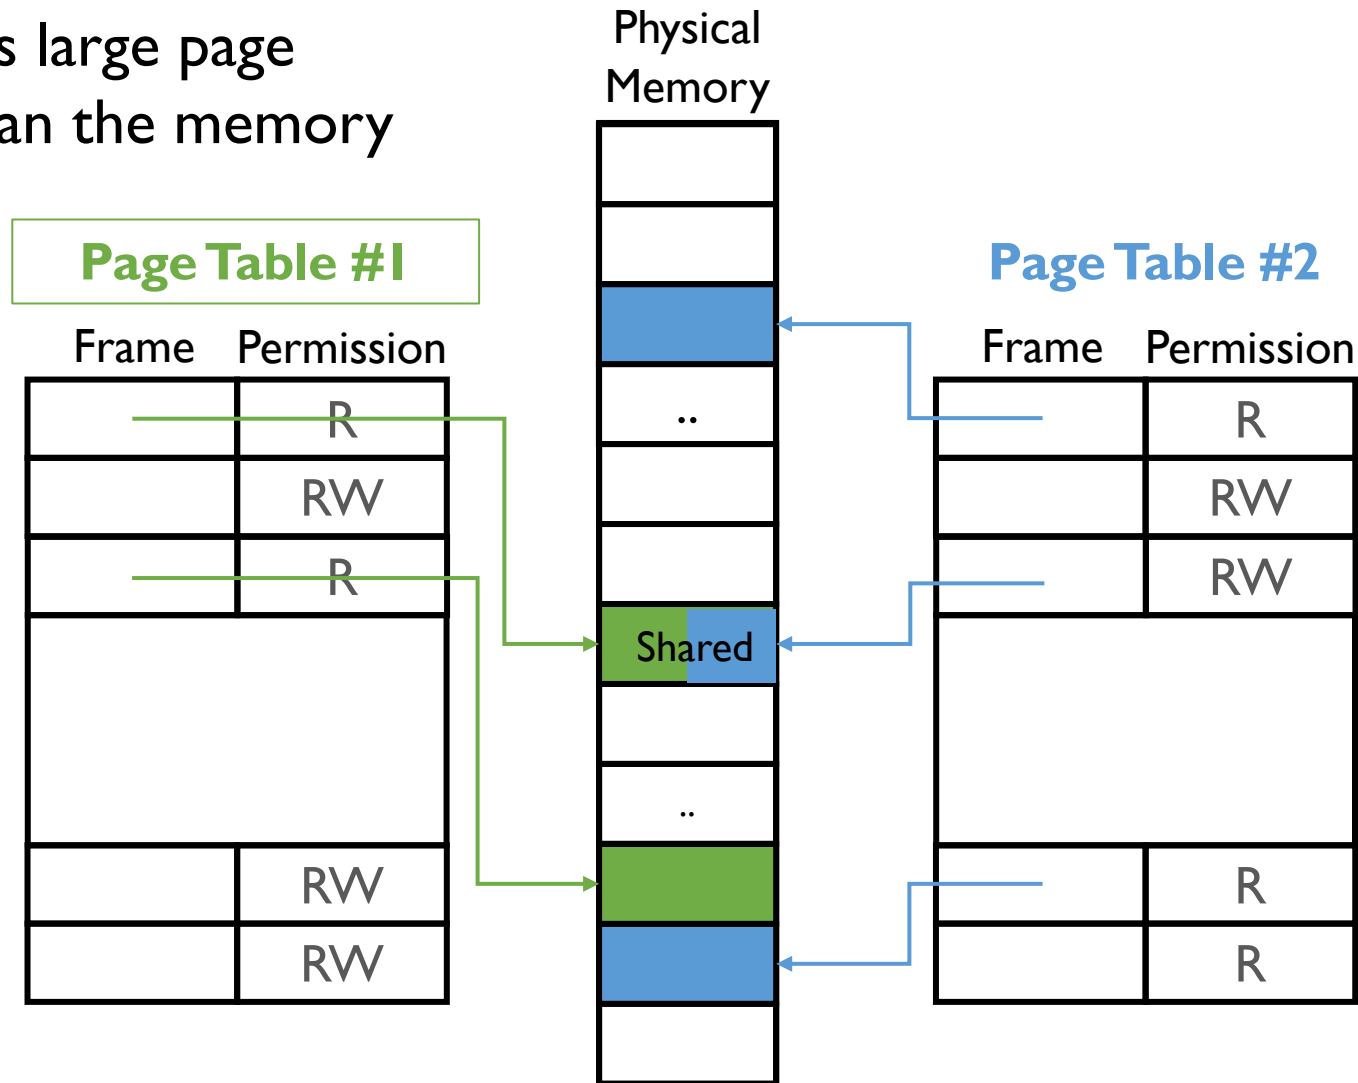 s large page
an the memory
Physical
Memory
Page Table #1
Page Table #2
Frame Permission
Frame Permission
R
RW
R
RW
RW
..
Shared
..
R
RW
RW
R
R